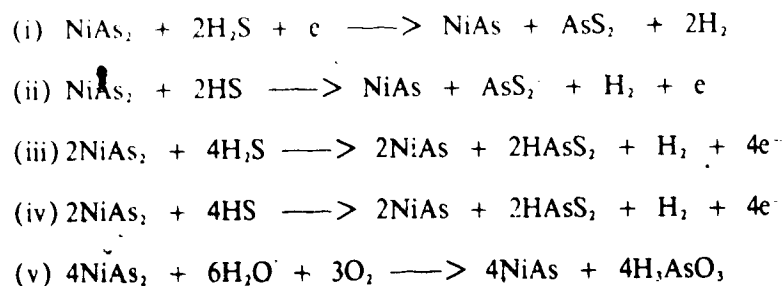 (i) NiAs₂ + 2H₂S + e ——> NiAs + AsS₂ + 2H₂
(ii) NiAs₂ + 2HS ——> NiAs + AsS₂ + H₂ + e
(iii) 2NiAs₂ + 4H₂S ——> 2NiAs + 2HAsS₂ + H₂ + 4e⁻
(iv) 2NiAs₂ + 4HS ——> 2NiAs + 2HAsS₂ + H₂ + 4e⁻
(v) 4NiAs₂ + 6H₂O + 3O₂ ——> 4NiAs + 4H₃AsO₃